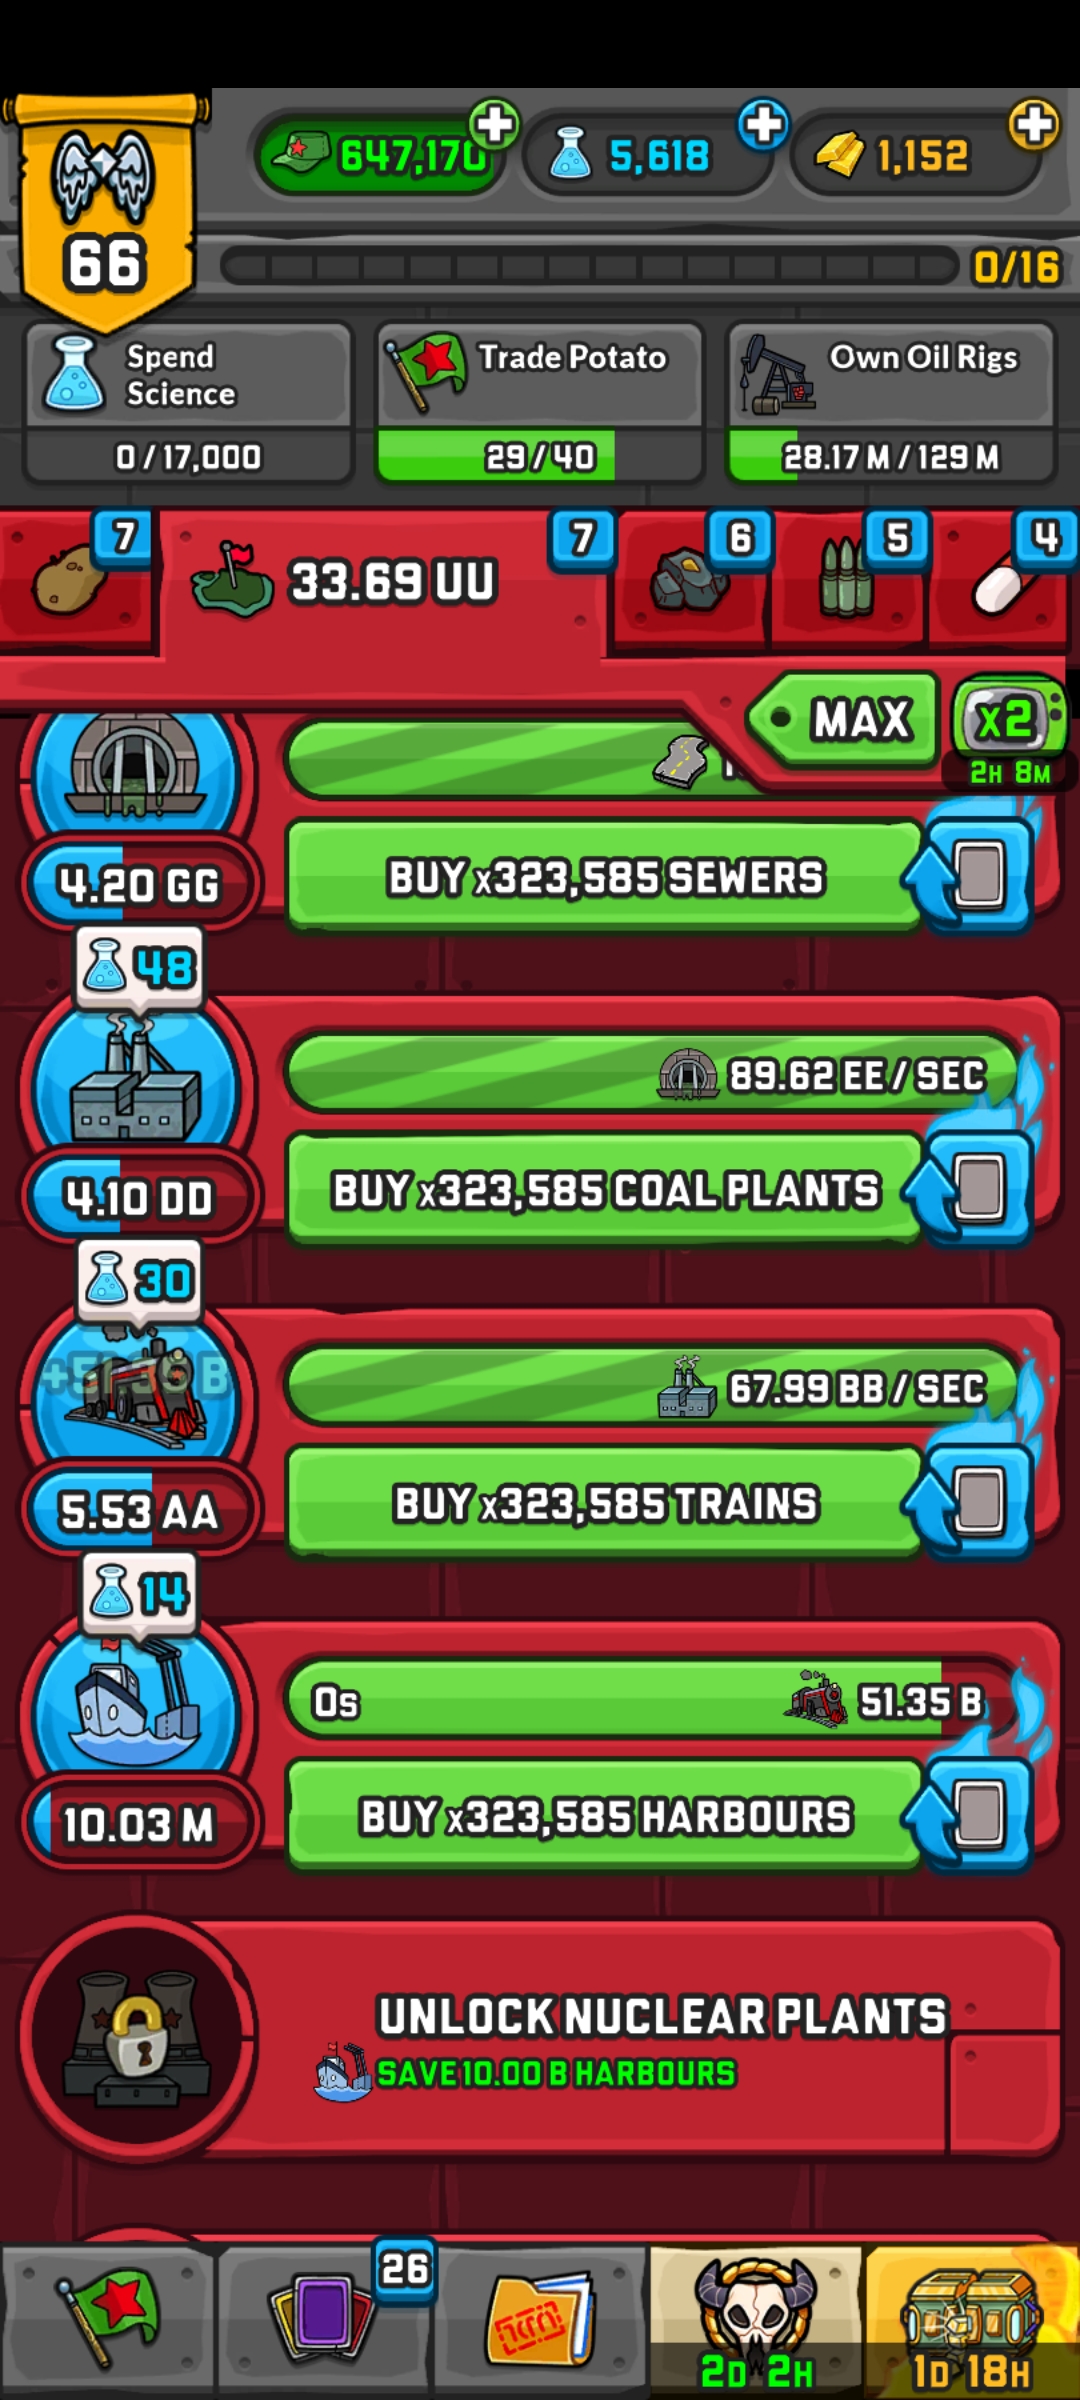 647,170
5,618
1,152
66
0/16
Spend
Science
0 / 17,000
Trade Potato
29 / 40
Own Oil Rigs
28.17 M / 129 M
7
33.69 UU
7
6
5
4
MAX
x2
2H 8M
4.20 GG
BUY x323,585 SEWERS
48
89.62 EE / SEC
4.10 DD
BUY x323,585 COAL PLANTS
30
67.99 BB / SEC
5.53 AA
BUY x323,585 TRAINS
14
0s
51.35 B
10.03 M
BUY x323,585 HARBOURS
UNLOCK NUCLEAR PLANTS
SAVE 10.00 B HARBOURS
26
2D 2H
1D 18H